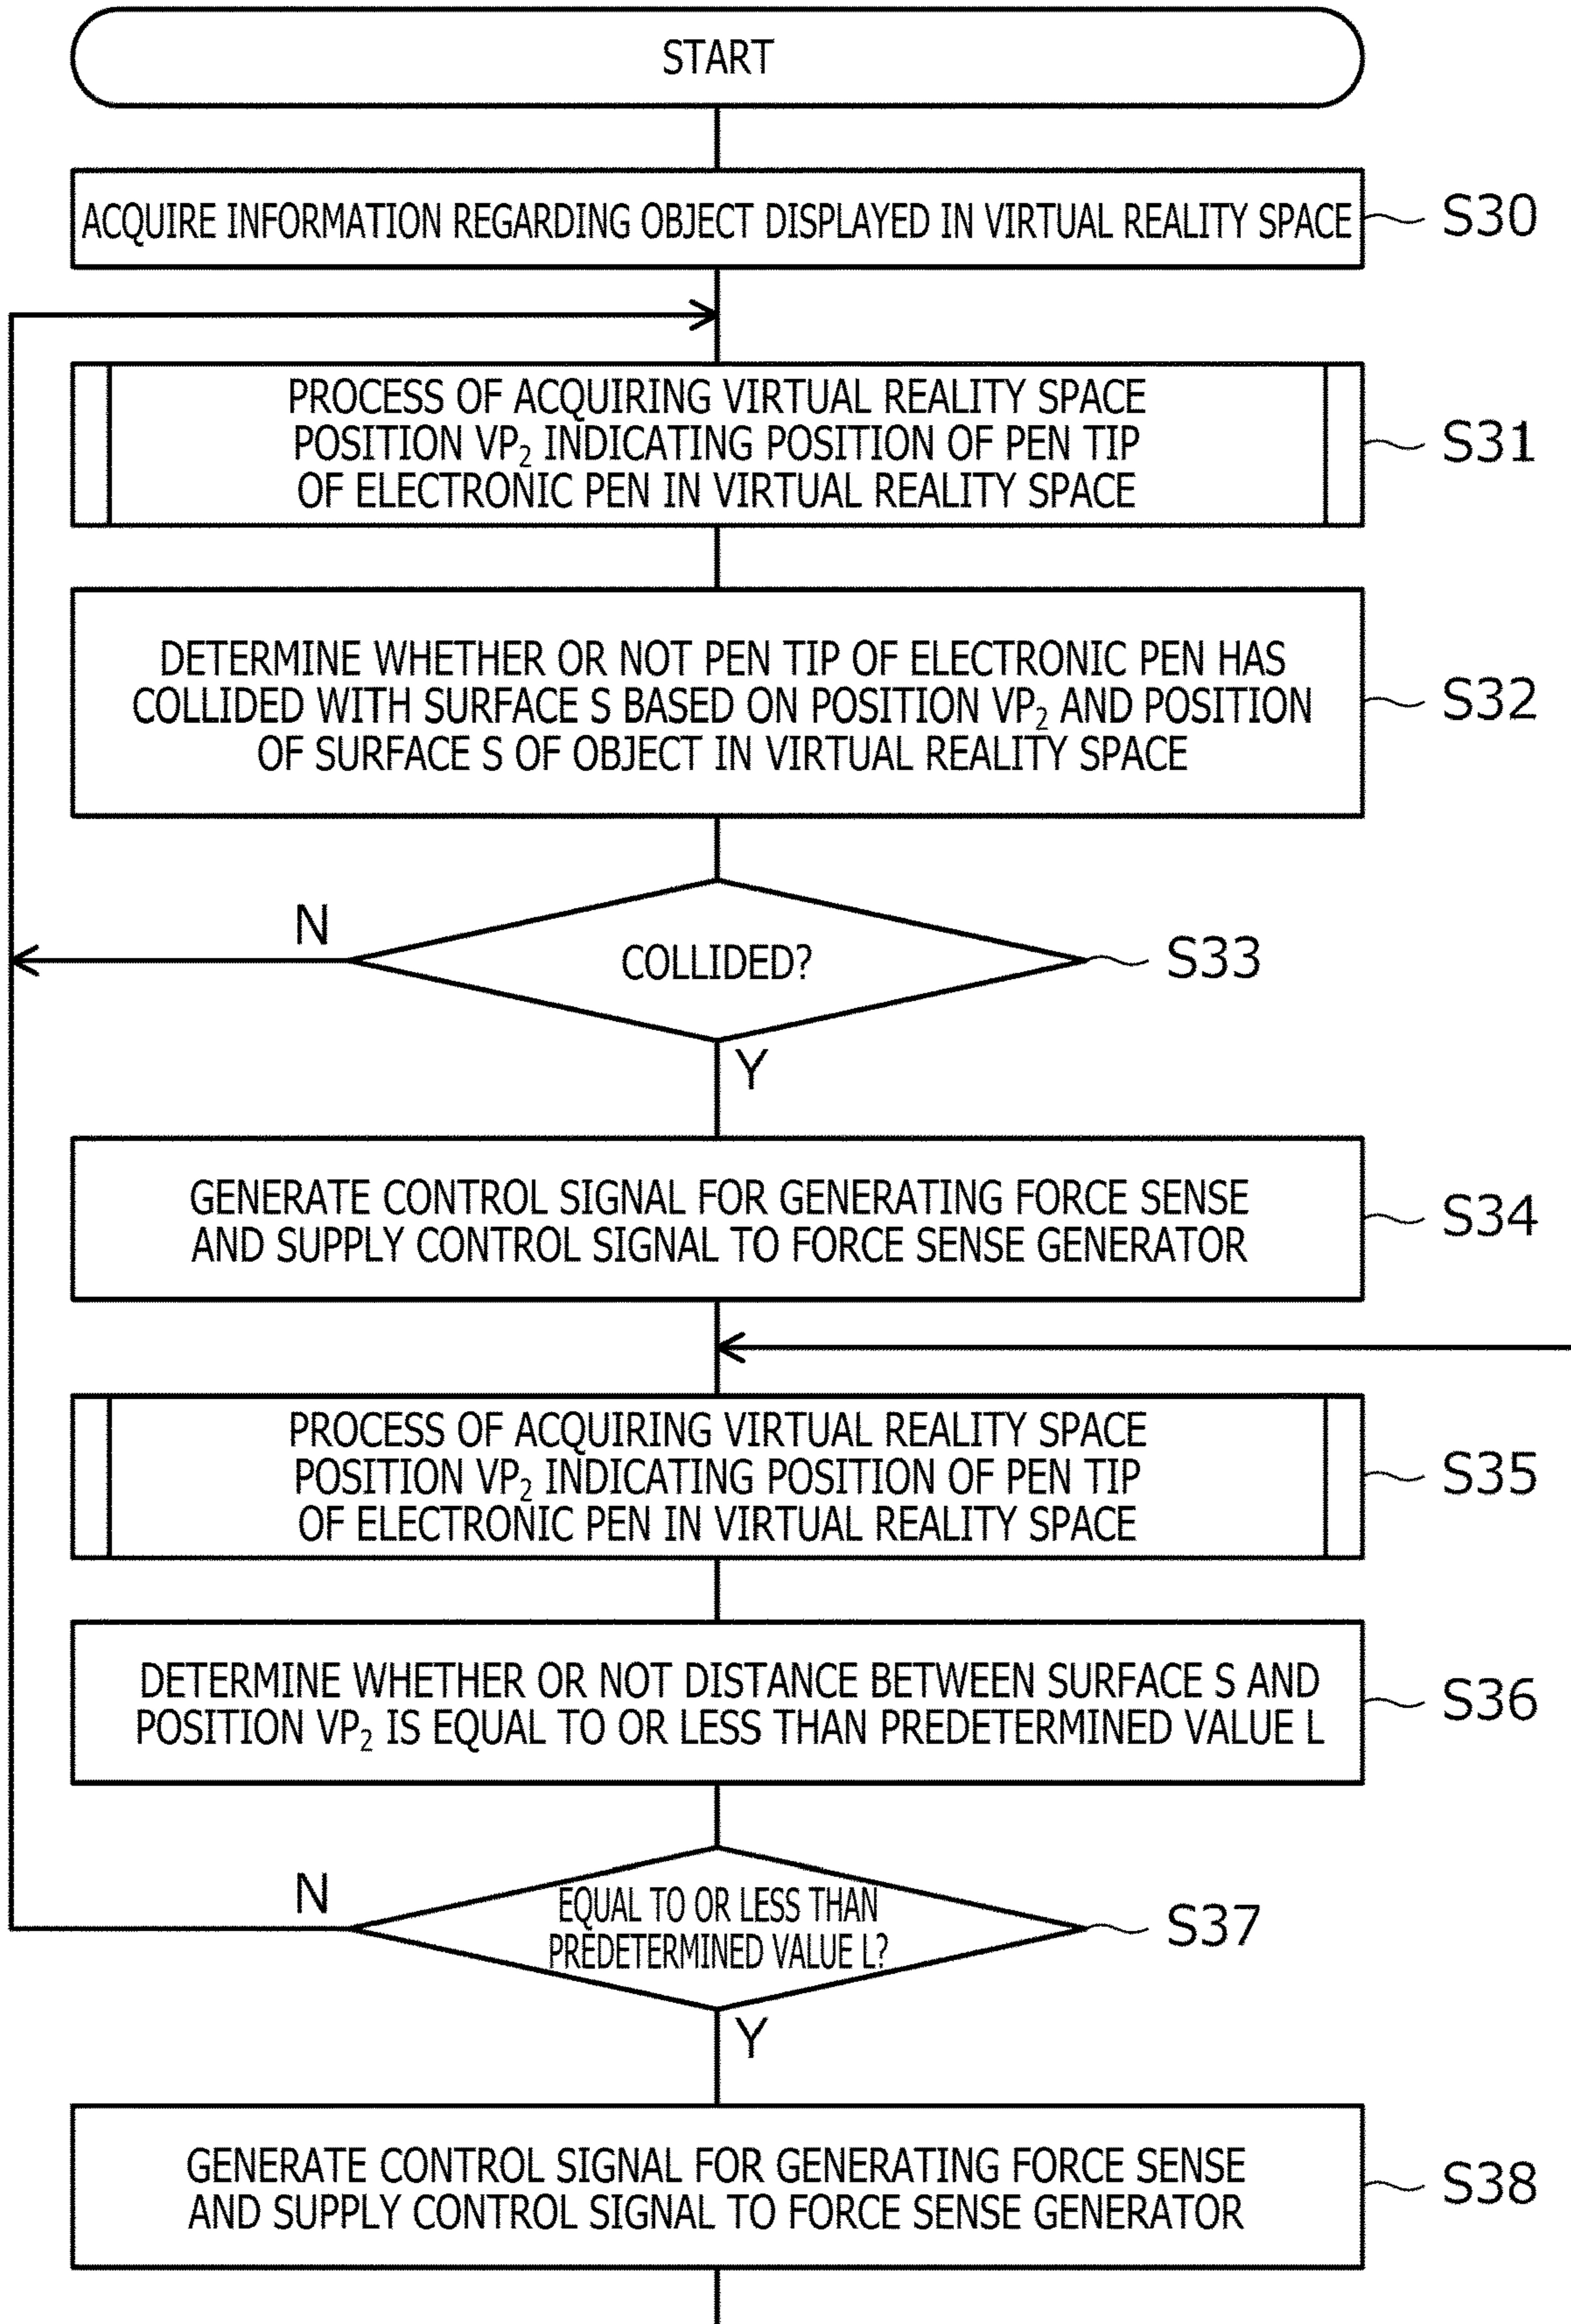 START
ACQUIRE INFORMATION REGARDING OBJECT DISPLAYED IN VIRTUAL REALITY SPACE
S30
PROCESS OF ACQUIRING VIRTUAL REALITY SPACE
POSITION VP₂ INDICATING POSITION OF PEN TIP
OF ELECTRONIC PEN IN VIRTUAL REALITY SPACE
S31
DETERMINE WHETHER OR NOT PEN TIP OF ELECTRONIC PEN HAS
COLLIDED WITH SURFACE S BASED ON POSITION VP₂ AND POSITION
OF SURFACE S OF OBJECT IN VIRTUAL REALITY SPACE
S32
N
COLLIDED?
S33
Y
GENERATE CONTROL SIGNAL FOR GENERATING FORCE SENSE
AND SUPPLY CONTROL SIGNAL TO FORCE SENSE GENERATOR
S34
PROCESS OF ACQUIRING VIRTUAL REALITY SPACE
POSITION VP₂ INDICATING POSITION OF PEN TIP
OF ELECTRONIC PEN IN VIRTUAL REALITY SPACE
S35
DETERMINE WHETHER OR NOT DISTANCE BETWEEN SURFACE S AND
POSITION VP₂ IS EQUAL TO OR LESS THAN PREDETERMINED VALUE L
S36
N
EQUAL TO OR LESS THAN
PREDETERMINED VALUE L?
S37
Y
GENERATE CONTROL SIGNAL FOR GENERATING FORCE SENSE
AND SUPPLY CONTROL SIGNAL TO FORCE SENSE GENERATOR
S38